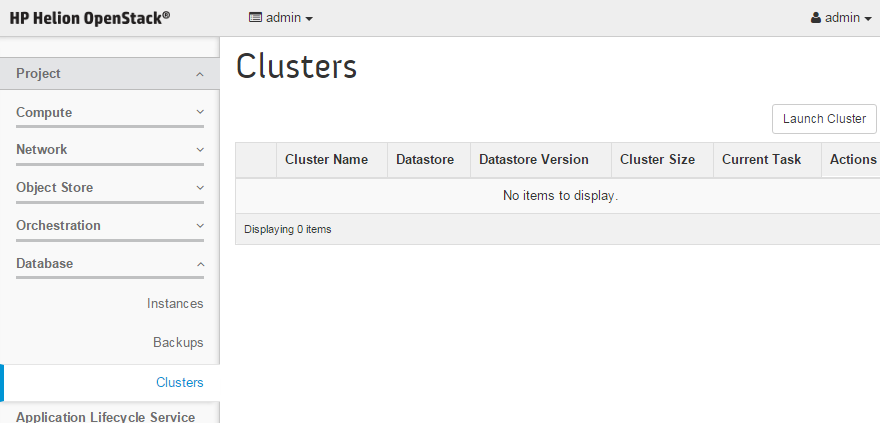 HP Helion OpenStack®
admin
admin
Project
Compute
Network
Object Store
Orchestration
Database
Instances
Backups
Clusters
Application Lifecycle Service
Clusters
Launch Cluster
Cluster Name Datastore Datastore Version Cluster Size Current Task Actions
No items to display.
Displaying 0 items